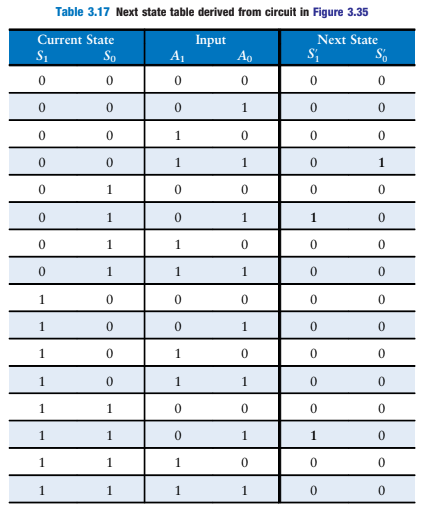 Table 3.17 Next state table derived from circuit in Figure 3.35
Current State Input Next State
S1 S0 A1 A0 S′1 S′0
0 0 0 0 0 0
0 0 0 1 0 0
0 0 1 0 0 0
0 0 1 1 0 1
0 1 0 0 0 0
0 1 0 1 1 0
0 1 1 0 0 0
0 1 1 1 0 0
1 0 0 0 0 0
1 0 0 1 0 0
1 0 1 0 0 0
1 0 1 1 0 0
1 1 0 0 0 0
1 1 0 1 1 0
1 1 1 0 0 0
1 1 1 1 0 0